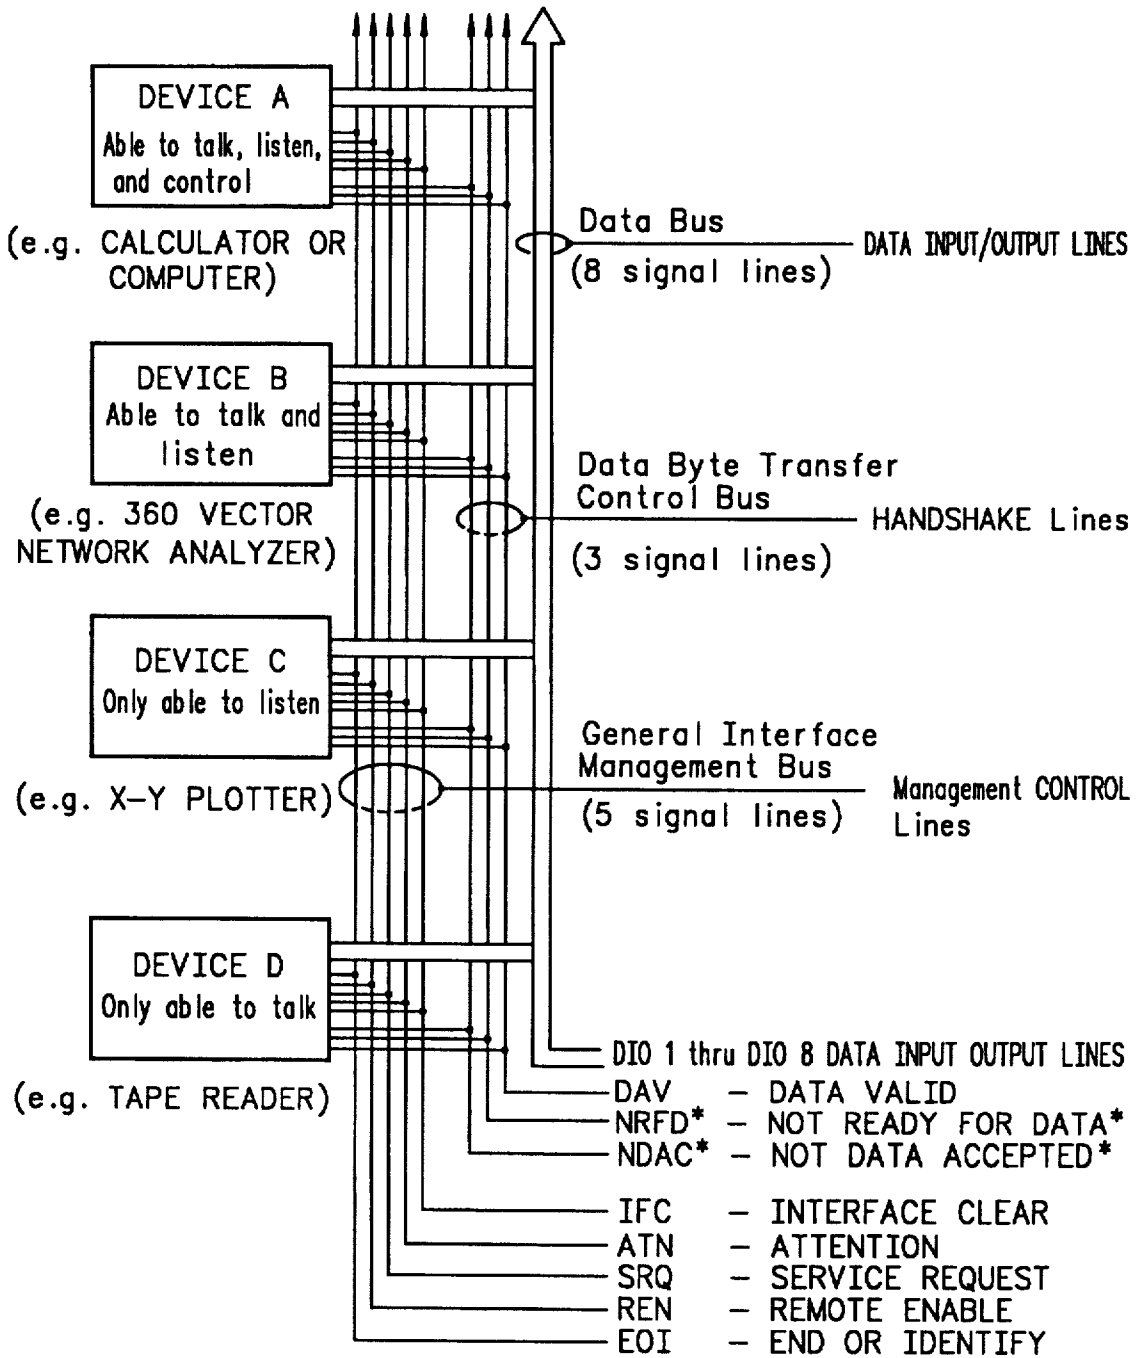 DEVICE A
Able to talk, listen,
and control
(e.g. CALCULATOR OR
COMPUTER)
Data Bus
(8 signal lines)
DATA INPUT/OUTPUT LINES
DEVICE B
Able to talk and
listen
(e.g. 360 VECTOR
NETWORK ANALYZER)
Data Byte Transfer
Control Bus
(3 signal lines)
HANDSHAKE Lines
DEVICE C
Only able to listen
(e.g. X-Y PLOTTER)
General Interface
Management Bus
(5 signal lines)
Management CONTROL
Lines
DEVICE D
Only able to talk
(e.g. TAPE READER)
DIO 1 thru DIO 8 DATA INPUT OUTPUT LINES
DAV - DATA VALID
NRFD* - NOT READY FOR DATA*
NDAC* - NOT DATA ACCEPTED*
IFC - INTERFACE CLEAR
ATN - ATTENTION
SRQ - SERVICE REQUEST
REN - REMOTE ENABLE
EOI - END OR IDENTIFY